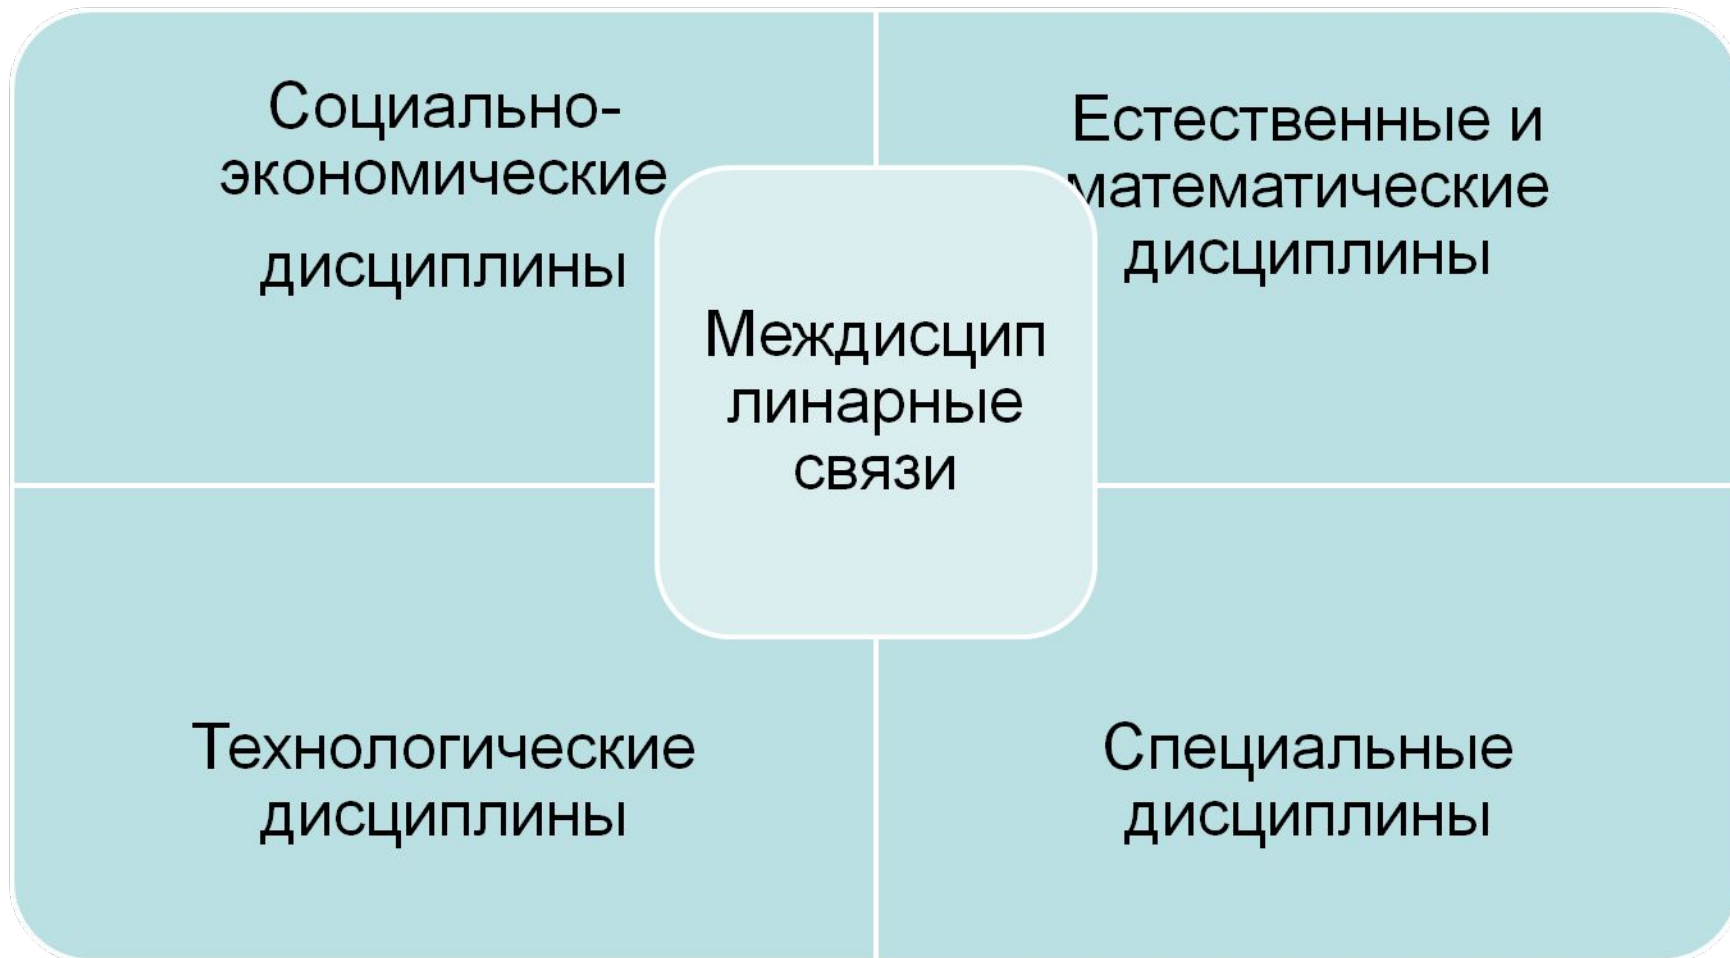 Социально-
экономические
дисциплины
Естественные и
математические
дисциплины
Междисцип
линарные
связи
Технологические
дисциплины
Специальные
дисциплины